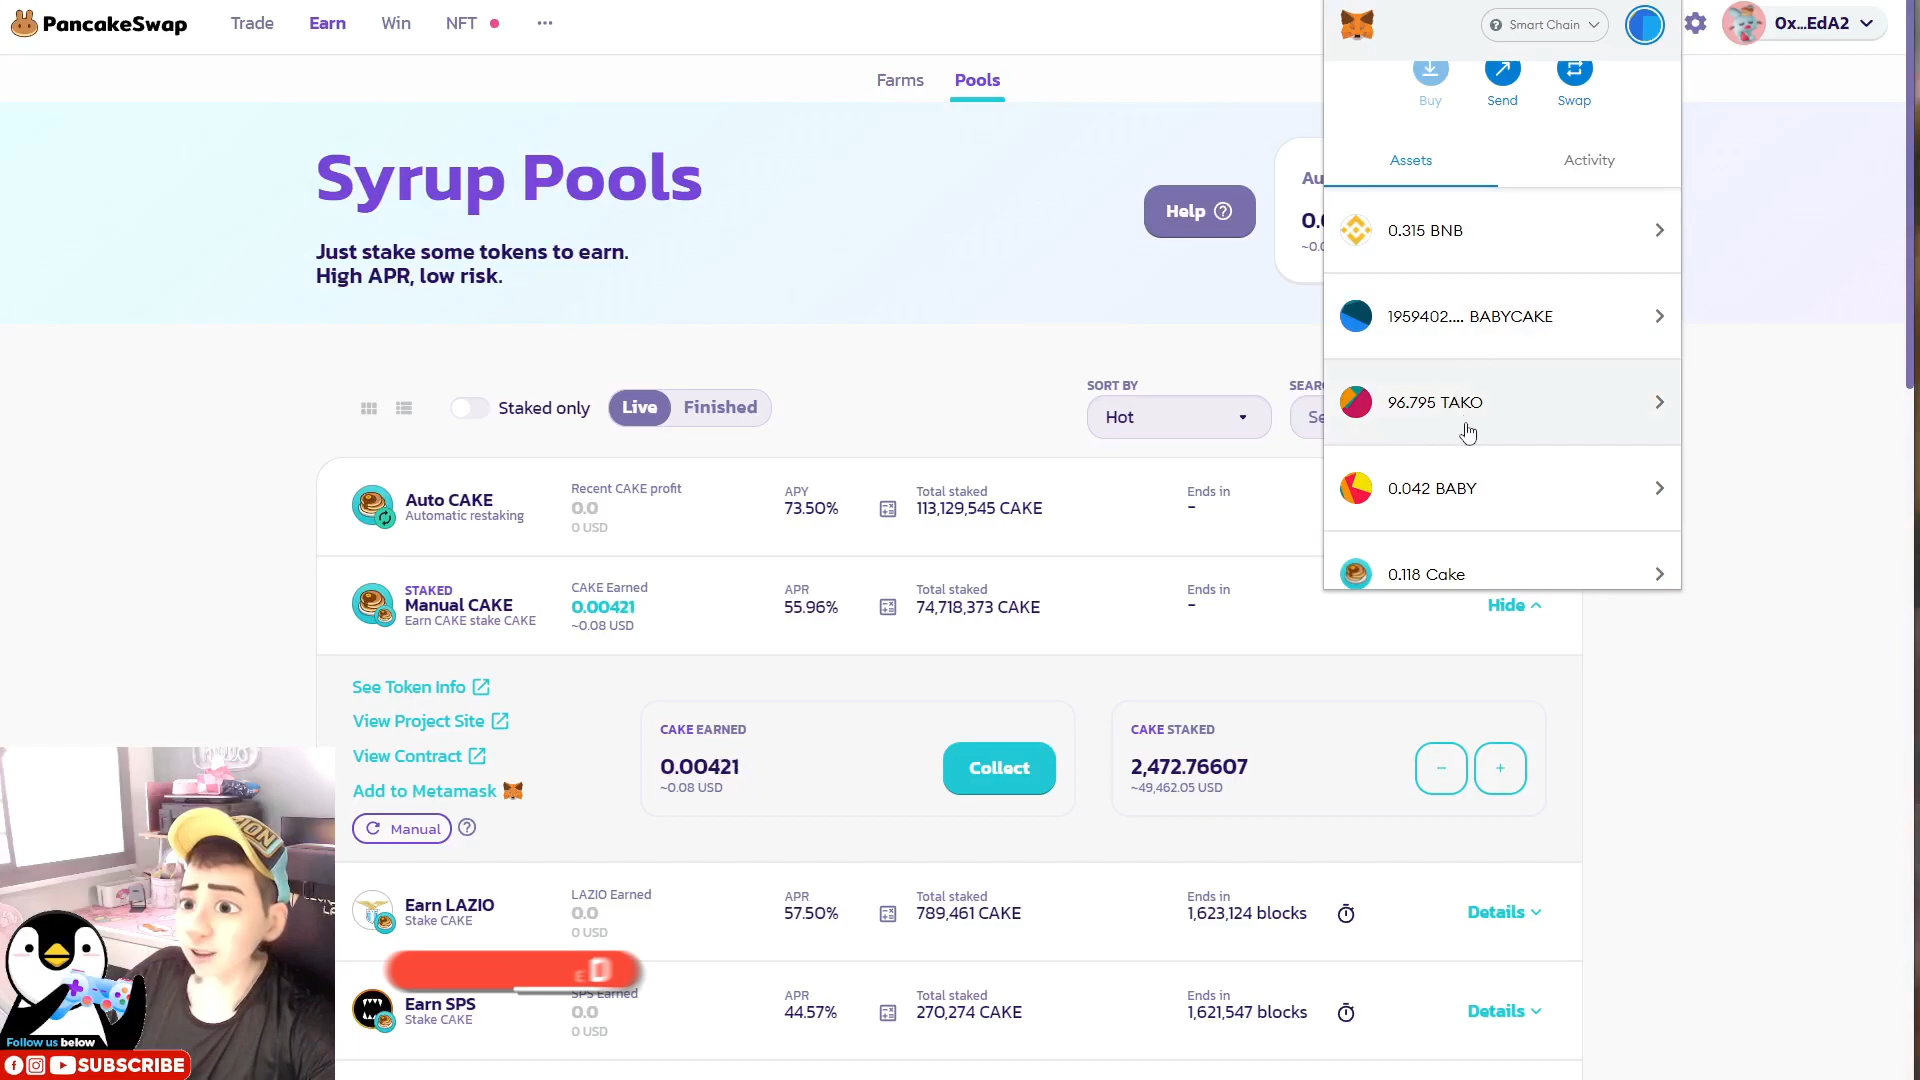 PancakeSwap
Trade
Earn
Win
NFT
0x...EdA2
Farms
Pools
Syrup Pools
Just stake some tokens to earn.
High APR, low risk.
Help
Au
0.
~0.0
Smart Chain
Buy
Send
Swap
Assets
Activity
0.315 BNB
1959402.... BABYCAKE
96.795 TAKO
0.042 BABY
0.118 Cake
Staked only
Live
Finished
SORT BY
Hot
SEAR
Se
Auto CAKE
Automatic restaking
Recent CAKE profit
0.0
0 USD
APY
73.50%
Total staked
113,129,545 CAKE
Ends in
-
STAKED
Manual CAKE
Earn CAKE stake CAKE
CAKE Earned
0.00421
~0.08 USD
APR
55.96%
Total staked
74,718,373 CAKE
Ends in
-
Hide
See Token Info
View Project Site
View Contract
Add to Metamask
Manual
CAKE EARNED
0.00421
~0.08 USD
Collect
CAKE STAKED
2,472.76607
~49,462.05 USD
-
+
Earn LAZIO
Stake CAKE
LAZIO Earned
0.0
0 USD
APR
57.50%
Total staked
789,461 CAKE
Ends in
1,623,124 blocks
Details
Earn SPS
Stake CAKE
SPS Earned
0.0
0 USD
APR
44.57%
Total staked
270,274 CAKE
Ends in
1,621,547 blocks
Details
Follow us below
SUBSCRIBE